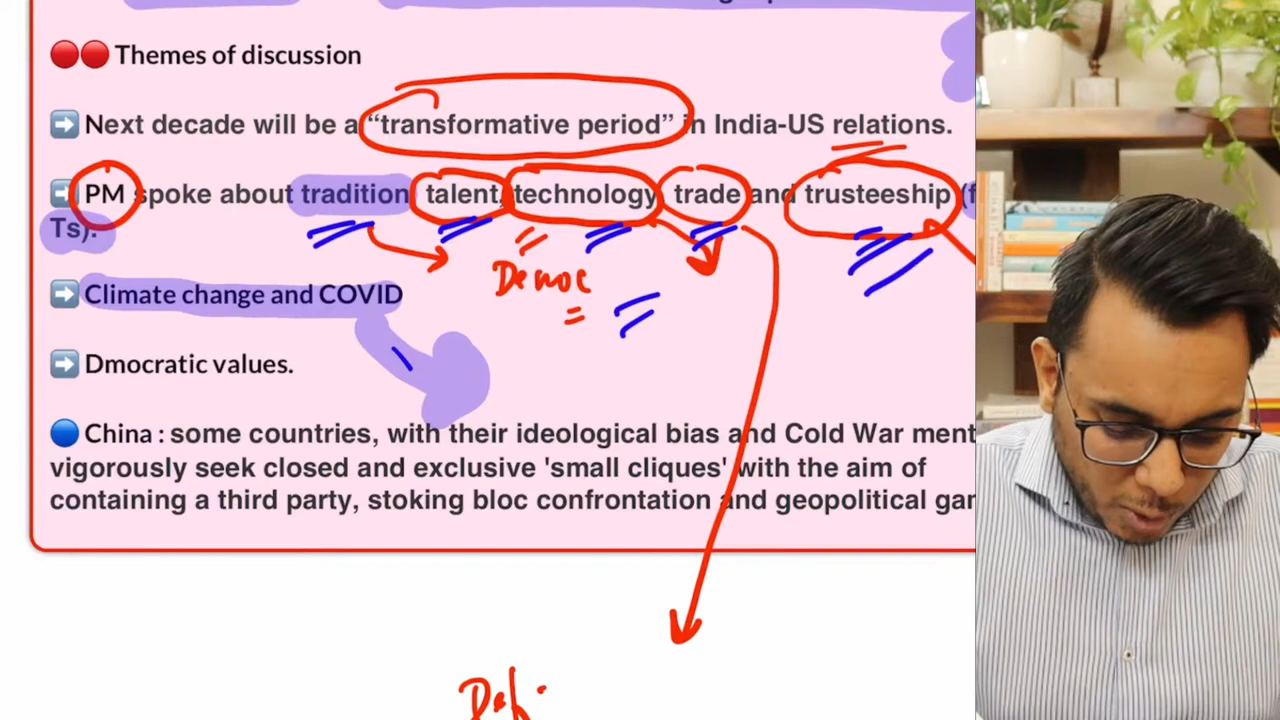 Themes of discussion
Next decade will be a “transformative period” in India-US relations.
PM spoke about tradition talent, technology, trade and trusteeship (f
Ts).
Democ
Climate change and COVID
Dmocratic values.
China : some countries, with their ideological bias and Cold War ment
vigorously seek closed and exclusive 'small cliques' with the aim of
containing a third party, stoking bloc confrontation and geopolitical gam